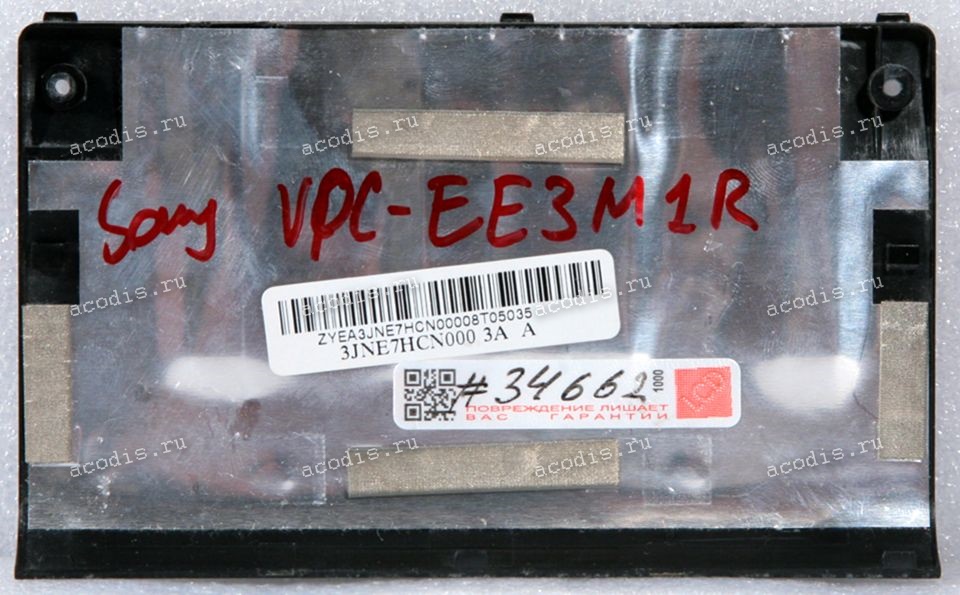 Sony VPC-EE3M1R
ZYEA3JNE7HCN00008T05035
3JNE7HCN000 3A A
#34662 1000
ПОВРЕЖДЕНИЕ ЛИШАЕТ
ВАС ГАРАНТИИ
acodis.ru acodis.ru acodis.ru acodis.ru
acodis.ru acodis.ru acodis.ru acodis.ru
acodis.ru acodis.ru acodis.ru acodis.ru